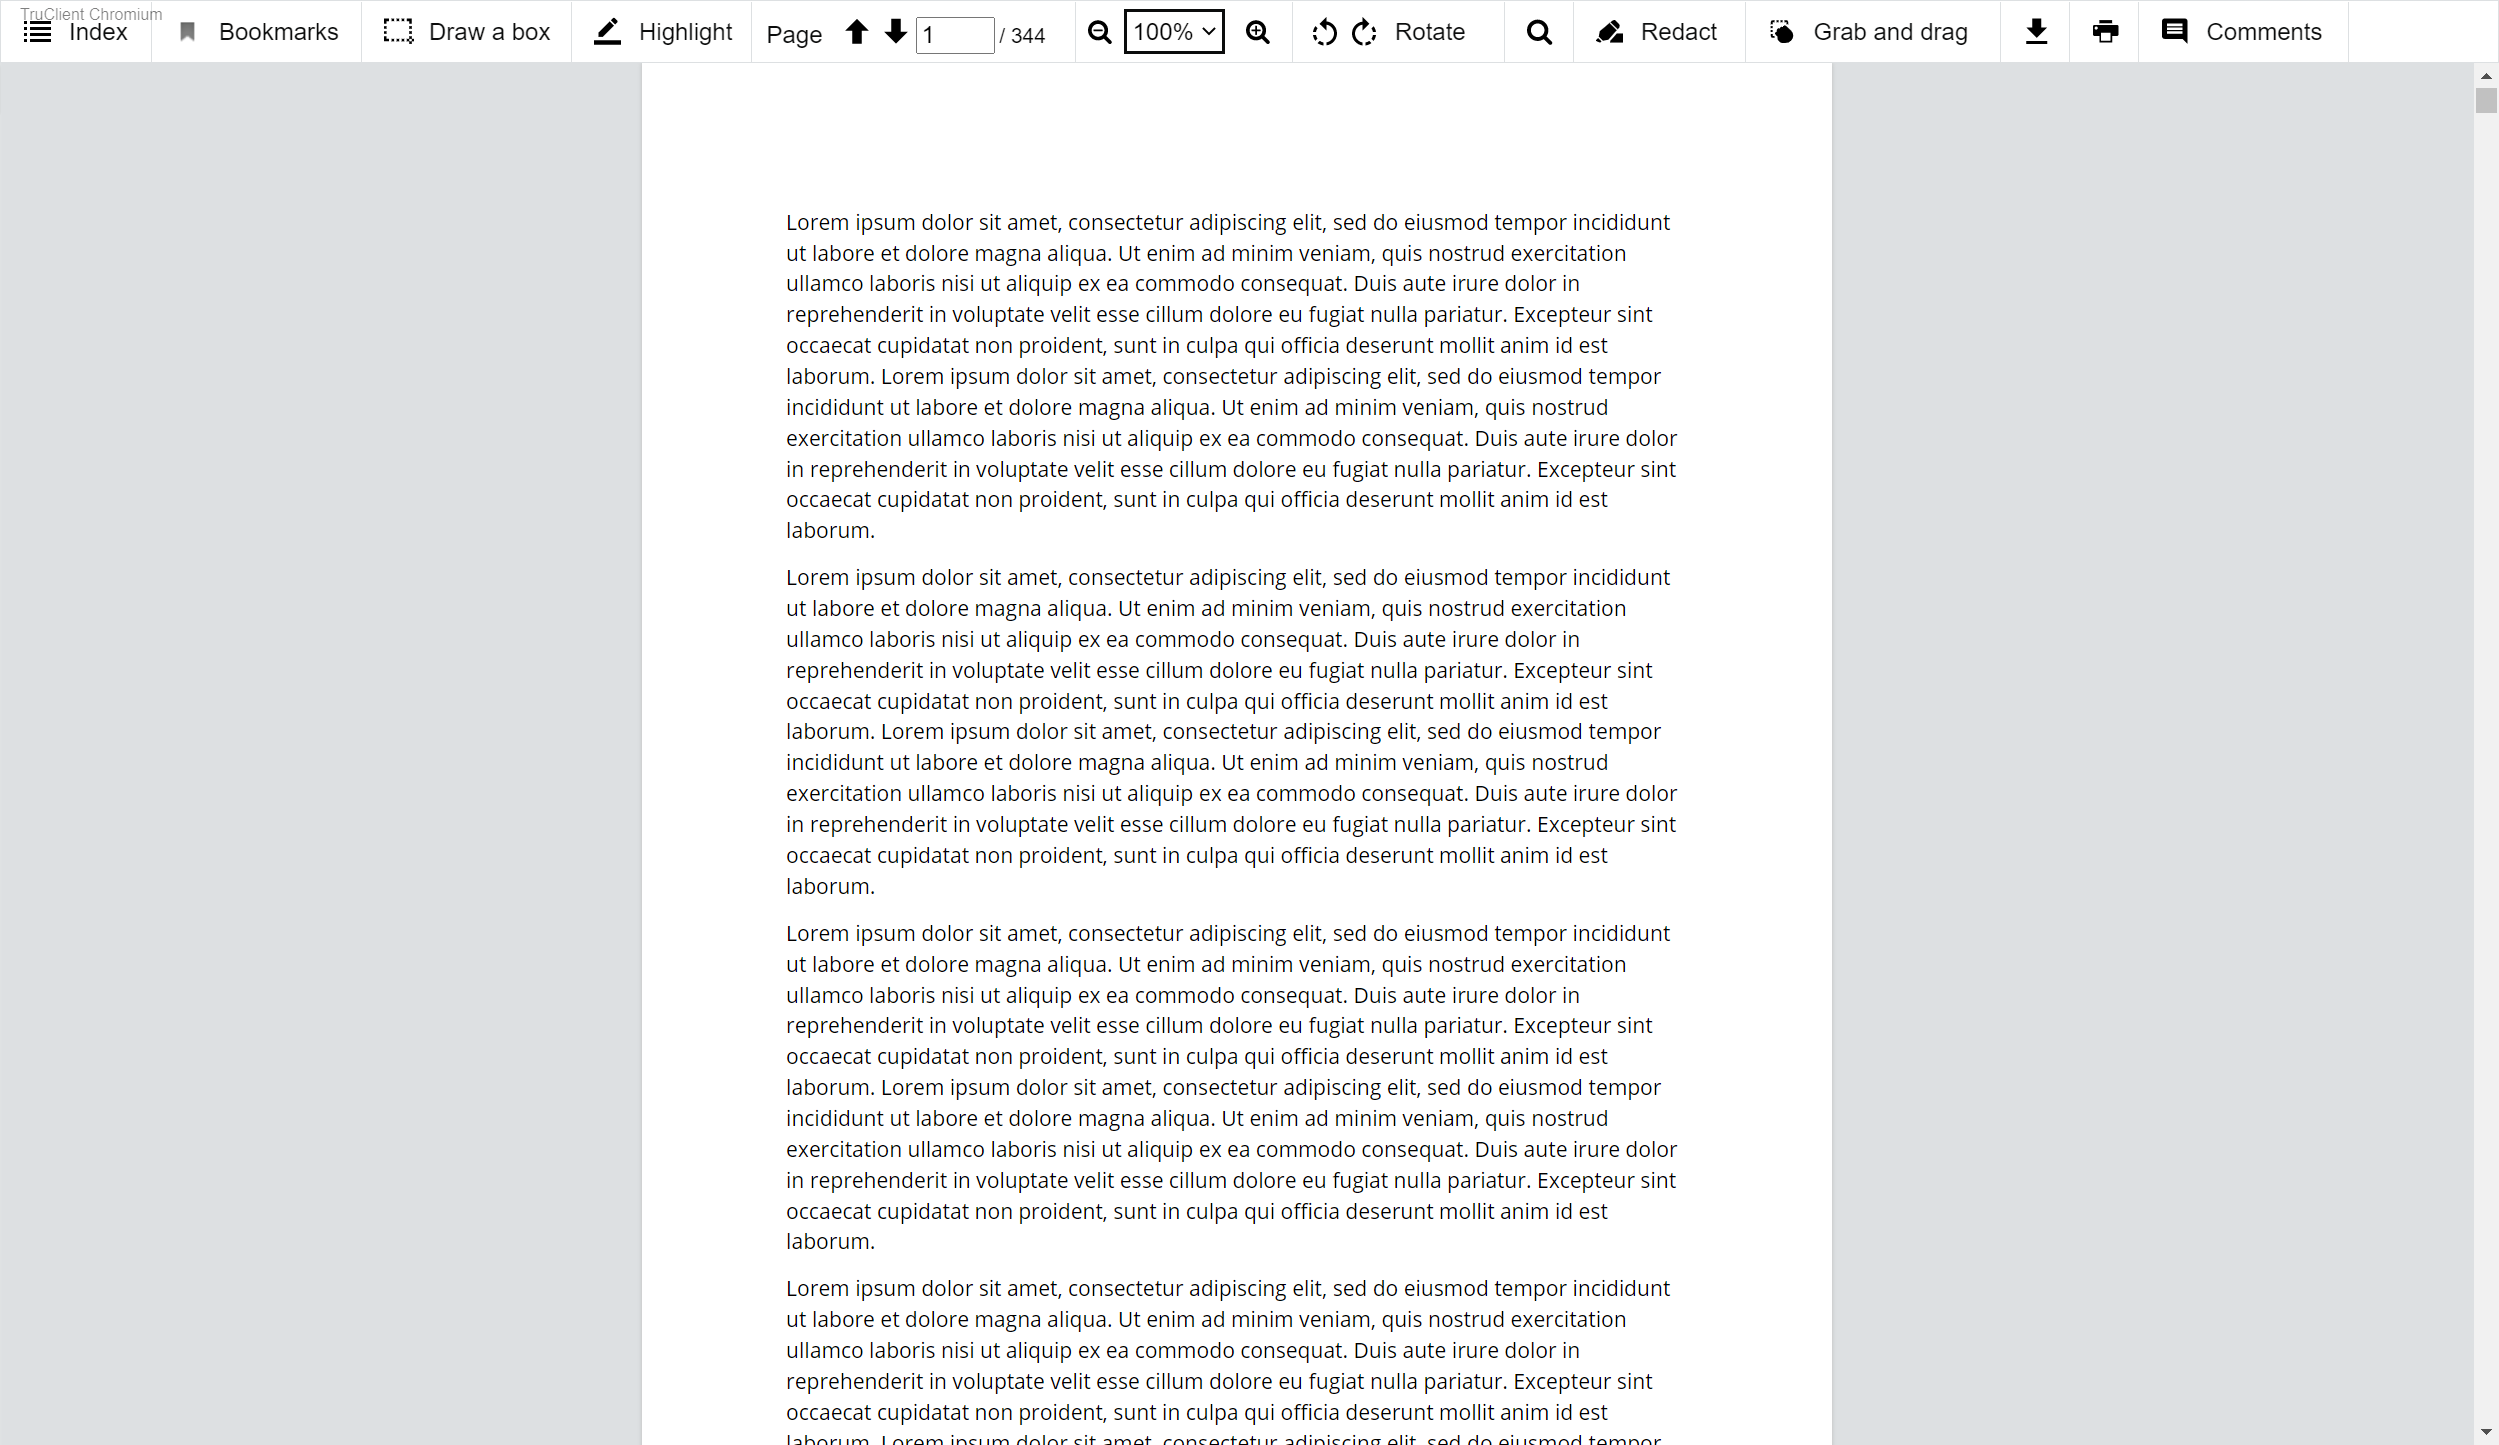 TruClient Chromium
Index Bookmarks Draw a box Highlight Page 1 / 344 100% Rotate Redact Grab and drag Comments
Lorem ipsum dolor sit amet, consectetur adipiscing elit, sed do eiusmod tempor incididunt
ut labore et dolore magna aliqua. Ut enim ad minim veniam, quis nostrud exercitation
ullamco laboris nisi ut aliquip ex ea commodo consequat. Duis aute irure dolor in
reprehenderit in voluptate velit esse cillum dolore eu fugiat nulla pariatur. Excepteur sint
occaecat cupidatat non proident, sunt in culpa qui officia deserunt mollit anim id est
laborum. Lorem ipsum dolor sit amet, consectetur adipiscing elit, sed do eiusmod tempor
incididunt ut labore et dolore magna aliqua. Ut enim ad minim veniam, quis nostrud
exercitation ullamco laboris nisi ut aliquip ex ea commodo consequat. Duis aute irure dolor
in reprehenderit in voluptate velit esse cillum dolore eu fugiat nulla pariatur. Excepteur sint
occaecat cupidatat non proident, sunt in culpa qui officia deserunt mollit anim id est
laborum.
Lorem ipsum dolor sit amet, consectetur adipiscing elit, sed do eiusmod tempor incididunt
ut labore et dolore magna aliqua. Ut enim ad minim veniam, quis nostrud exercitation
ullamco laboris nisi ut aliquip ex ea commodo consequat. Duis aute irure dolor in
reprehenderit in voluptate velit esse cillum dolore eu fugiat nulla pariatur. Excepteur sint
occaecat cupidatat non proident, sunt in culpa qui officia deserunt mollit anim id est
laborum. Lorem ipsum dolor sit amet, consectetur adipiscing elit, sed do eiusmod tempor
incididunt ut labore et dolore magna aliqua. Ut enim ad minim veniam, quis nostrud
exercitation ullamco laboris nisi ut aliquip ex ea commodo consequat. Duis aute irure dolor
in reprehenderit in voluptate velit esse cillum dolore eu fugiat nulla pariatur. Excepteur sint
occaecat cupidatat non proident, sunt in culpa qui officia deserunt mollit anim id est
laborum.
Lorem ipsum dolor sit amet, consectetur adipiscing elit, sed do eiusmod tempor incididunt
ut labore et dolore magna aliqua. Ut enim ad minim veniam, quis nostrud exercitation
ullamco laboris nisi ut aliquip ex ea commodo consequat. Duis aute irure dolor in
reprehenderit in voluptate velit esse cillum dolore eu fugiat nulla pariatur. Excepteur sint
occaecat cupidatat non proident, sunt in culpa qui officia deserunt mollit anim id est
laborum. Lorem ipsum dolor sit amet, consectetur adipiscing elit, sed do eiusmod tempor
incididunt ut labore et dolore magna aliqua. Ut enim ad minim veniam, quis nostrud
exercitation ullamco laboris nisi ut aliquip ex ea commodo consequat. Duis aute irure dolor
in reprehenderit in voluptate velit esse cillum dolore eu fugiat nulla pariatur. Excepteur sint
occaecat cupidatat non proident, sunt in culpa qui officia deserunt mollit anim id est
laborum.
Lorem ipsum dolor sit amet, consectetur adipiscing elit, sed do eiusmod tempor incididunt
ut labore et dolore magna aliqua. Ut enim ad minim veniam, quis nostrud exercitation
ullamco laboris nisi ut aliquip ex ea commodo consequat. Duis aute irure dolor in
reprehenderit in voluptate velit esse cillum dolore eu fugiat nulla pariatur. Excepteur sint
occaecat cupidatat non proident, sunt in culpa qui officia deserunt mollit anim id est
laborum. Lorem ipsum dolor sit amet, consectetur adipiscing elit, sed do eiusmod tempor